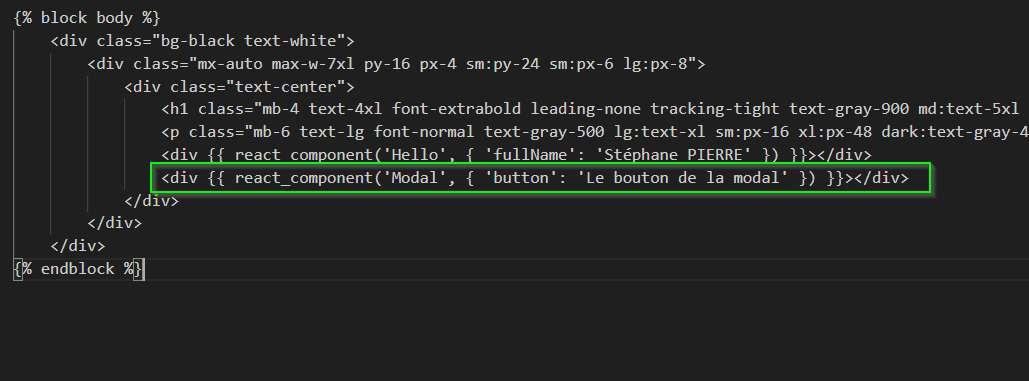 {% block body %}
<div class="bg-black text-white">
<div class="mx-auto max-w-7xl py-16 px-4 sm:py-24 sm:px-6 lg:px-8">
<div class="text-center">
<h1 class="mb-4 text-4xl font-extrabold leading-none tracking-tight text-gray-900 md:text-5xl
<p class="mb-6 text-lg font-normal text-gray-500 lg:text-xl sm:px-16 xl:px-48 dark:text-gray-4
<div {{ react_component('Hello', { 'fullName': 'Stéphane PIERRE' }) }}></div>
<div {{ react_component('Modal', { 'button': 'Le bouton de la modal' }) }}></div>
</div>
</div>
</div>
{% endblock %}